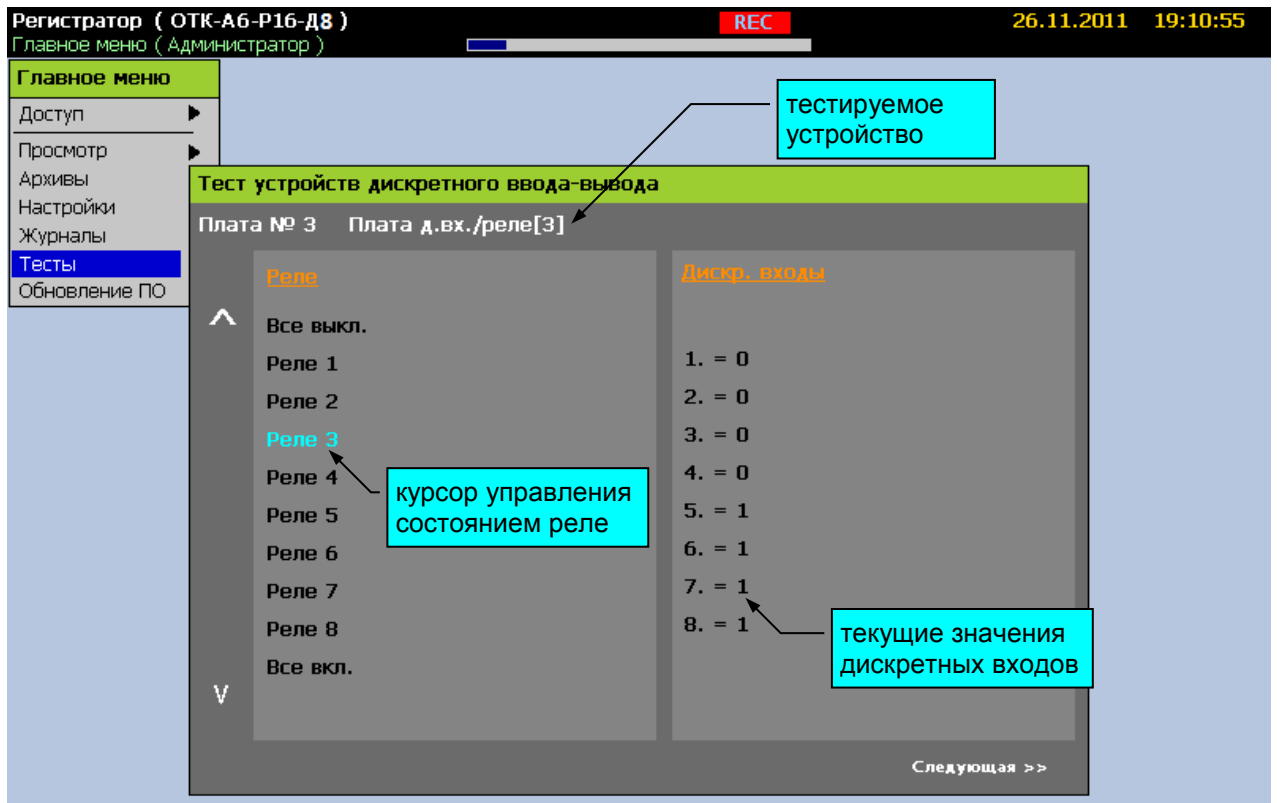 Регистратор ( ОТК-А6-Р16-Д8 )
REC
26.11.2011 19:10:55
Главное меню ( Администратор )
Главное меню
Доступ
Просмотр
Архивы
Настройки
Журналы
Тесты
Обновление ПО
тестируемое
устройство
Тест устройств дискретного ввода-вывода
Плата № 3 Плата д.вх./реле[3]
Реле
Все выкл.
Реле 1
Реле 2
Реле 3
Реле 4
Реле 5
Реле 6
Реле 7
Реле 8
Все вкл.
курсор управления
состоянием реле
Дискр. входы
1. = 0
2. = 0
3. = 0
4. = 0
5. = 1
6. = 1
7. = 1
8. = 1
текущие значения
дискретных входов
Следующая >>